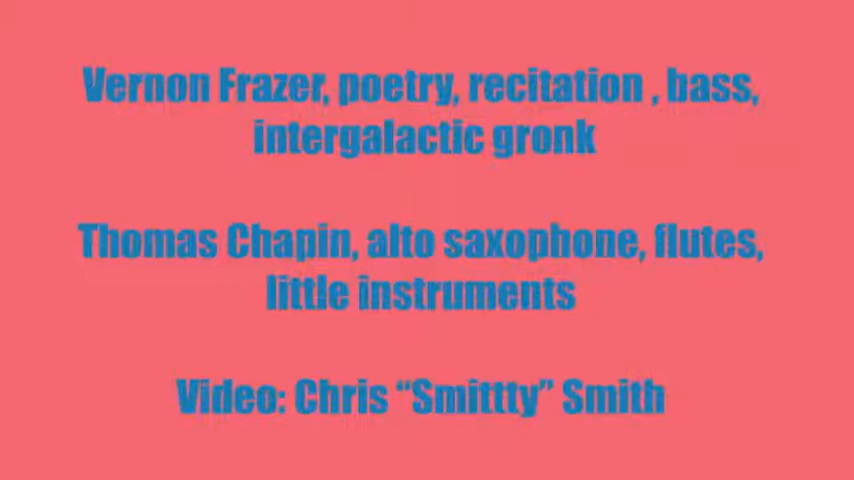 Vernon Frazer, poetry, recitation , bass,
intergalactic gronk
Thomas Chapin, alto saxophone, flutes,
little instruments
Video: Chris “Smittty” Smith